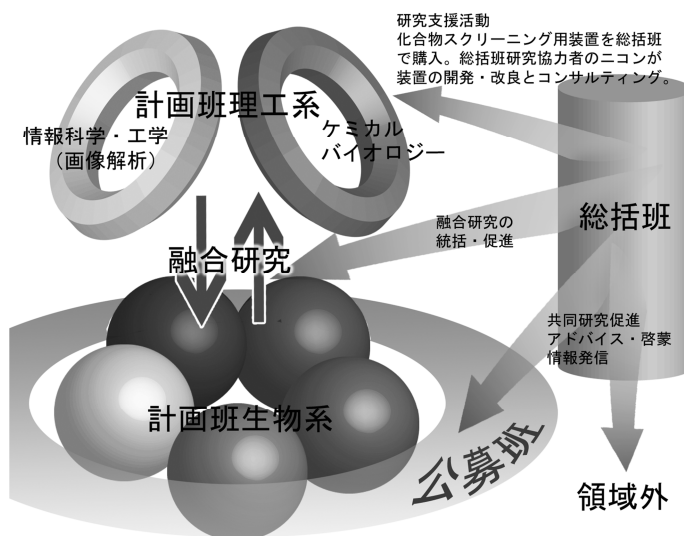 研究支援活動
化合物スクリーニング用装置を総括班
で購入。総括班研究協力者のニコンが
装置の開発・改良とコンサルティング。
計画班理工系
情報科学・工学
（画像解析）
ケミカル
バイオロジー
総括班
融合研究の
統括・促進
融合研究
共同研究促進
アドバイス・啓蒙
情報発信
計画班生物系
公募班
領域外